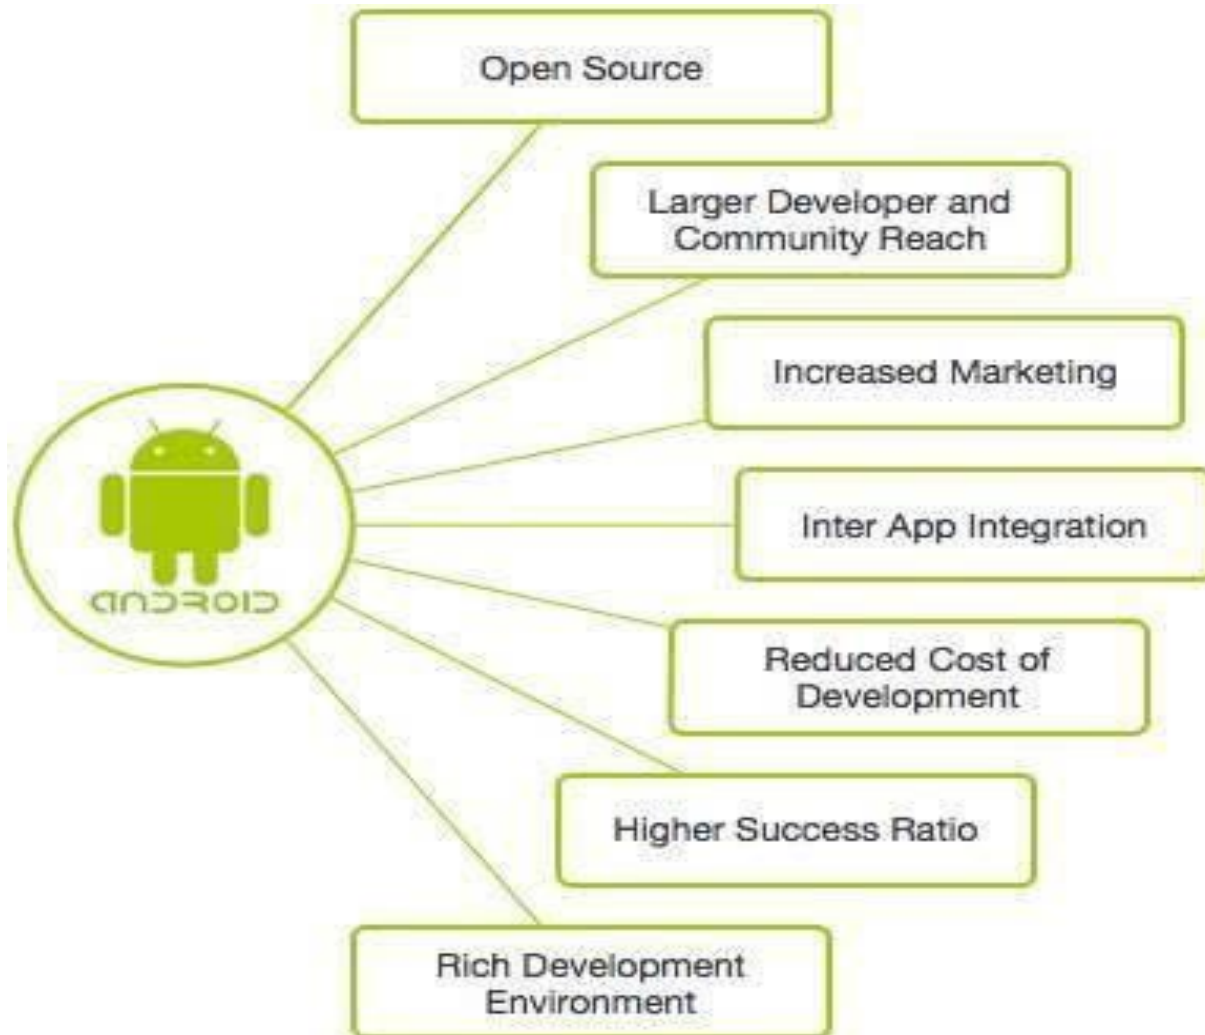 Open Source
Larger Developer and
Community Reach
Increased Marketing
Inter App Integration
ANDROID
Reduced Cost of
Development
Higher Success Ratio
Rich Development
Environment